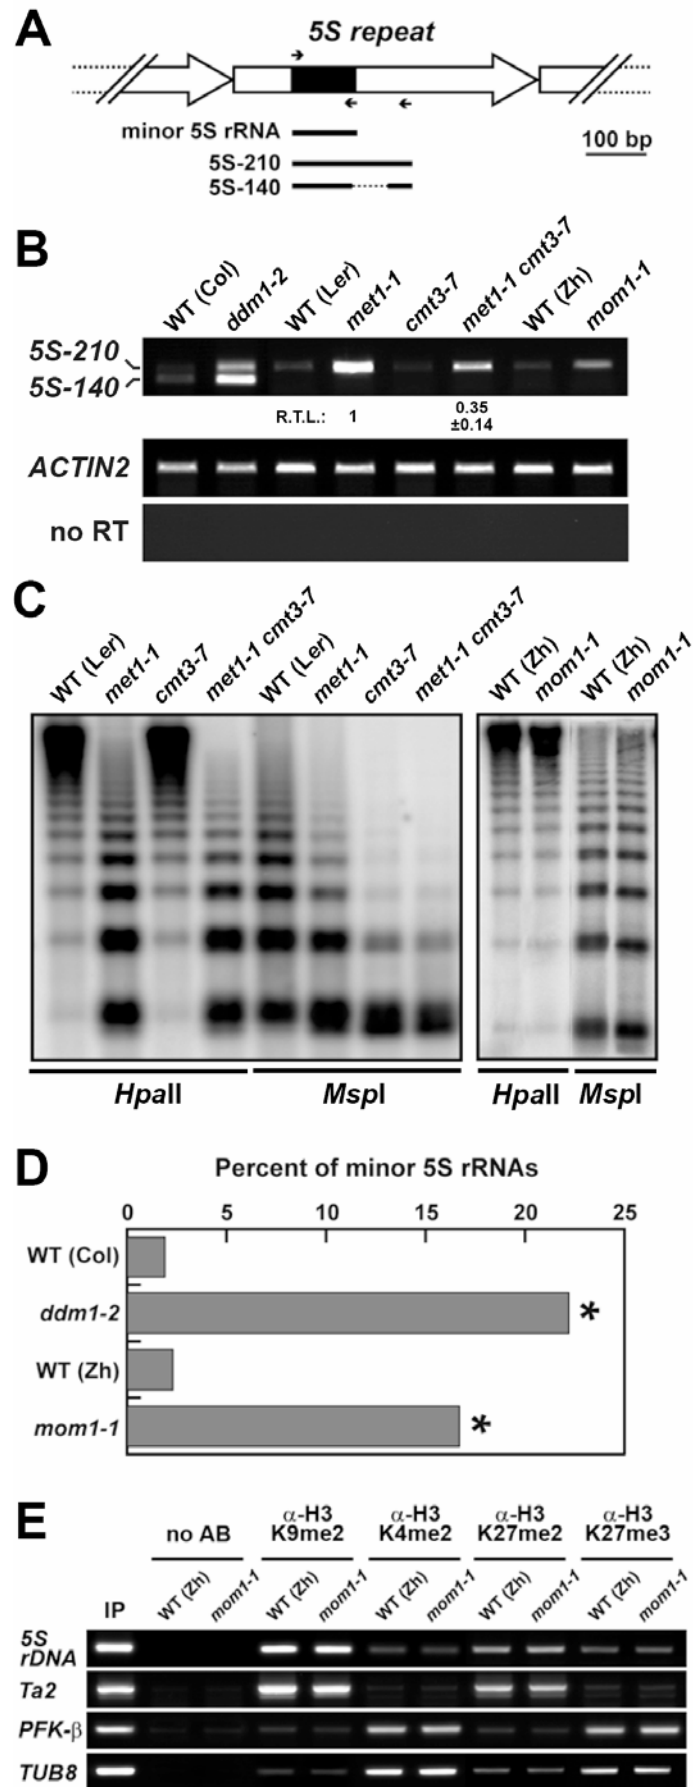 A
5S repeat
minor 5S rRNA
100 bp
5S-210
5S-140
B
WT (Col) ddm1-2 WT (Ler) met1-1 cmt3-7 met1-1 cmt3-7 WT (Zh) mom1-1
5S-210
5S-140
R.T.L.: 1 0.35 ±0.14
ACTIN2
no RT
C
WT (Ler) met1-1 cmt3-7 met1-1 cmt3-7 WT (Ler) met1-1 cmt3-7 met1-1 cmt3-7 WT (Zh) mom1-1 WT (Zh) mom1-1
HpaII MspI HpaII MspI
D
Percent of minor 5S rRNAs
0 5 10 15 20 25
WT (Col)
ddm1-2 *
WT (Zh)
mom1-1 *
E
no AB α-H3 K9me2 α-H3 K4me2 α-H3 K27me2 α-H3 K27me3
IP WT (Zh) mom1-1 WT (Zh) mom1-1 WT (Zh) mom1-1 WT (Zh) mom1-1 WT (Zh) mom1-1
5S
rDNA
Ta2
PFK-β
TUB8